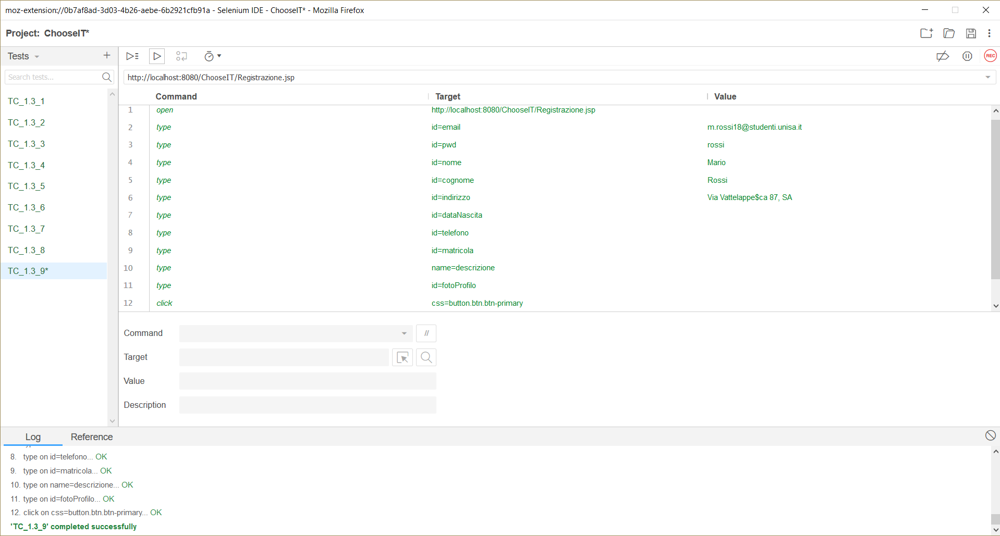 moz-extension://0b7af8ad-3d03-4b26-aebe-6b2921cfb91a - Selenium IDE - ChooseIT* - Mozilla Firefox
Project: ChooseIT*
Tests
REC
Search tests...
http://localhost:8080/ChooseIT/Registrazione.jsp
TC_1.3_1
TC_1.3_2
TC_1.3_3
TC_1.3_4
TC_1.3_5
TC_1.3_6
TC_1.3_7
TC_1.3_8
TC_1.3_9*
Command Target Value
1 open http://localhost:8080/ChooseIT/Registrazione.jsp
2 type id=email m.rossi18@studenti.unisa.it
3 type id=pwd rossi
4 type id=nome Mario
5 type id=cognome Rossi
6 type id=indirizzo Via Vattelappe$ca 87, SA
7 type id=dataNascita
8 type id=telefono
9 type id=matricola
10 type name=descrizione
11 type id=fotoProfilo
12 click css=button.btn.btn-primary
Command //
Target
Value
Description
Log Reference
8. type on id=telefono... OK
9. type on id=matricola... OK
10. type on name=descrizione... OK
11. type on id=fotoProfilo... OK
12. click on css=button.btn.btn-primary... OK
'TC_1.3_9' completed successfully